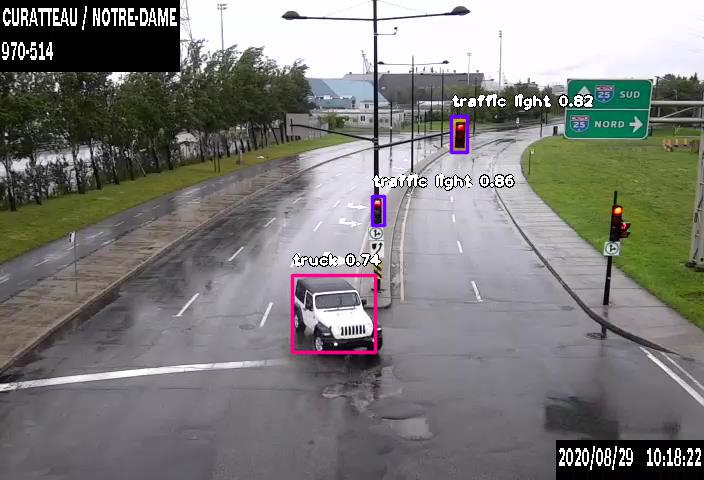 CURATTEAU / NOTRE-DAME
970-514
traffic light 0.82
25 SUD
25 NORD
traffic light 0.86
truck 0.74
2020/08/29 10:18:22